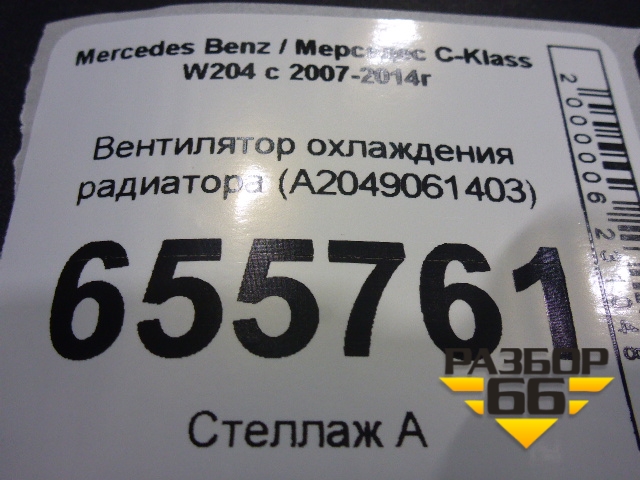 Mercedes Benz / Мерседес C-Klass
W204 с 2007-2014г
Вентилятор охлаждения
радиатора (A2049061403)
655761
Стеллаж А
РАЗБОР
66